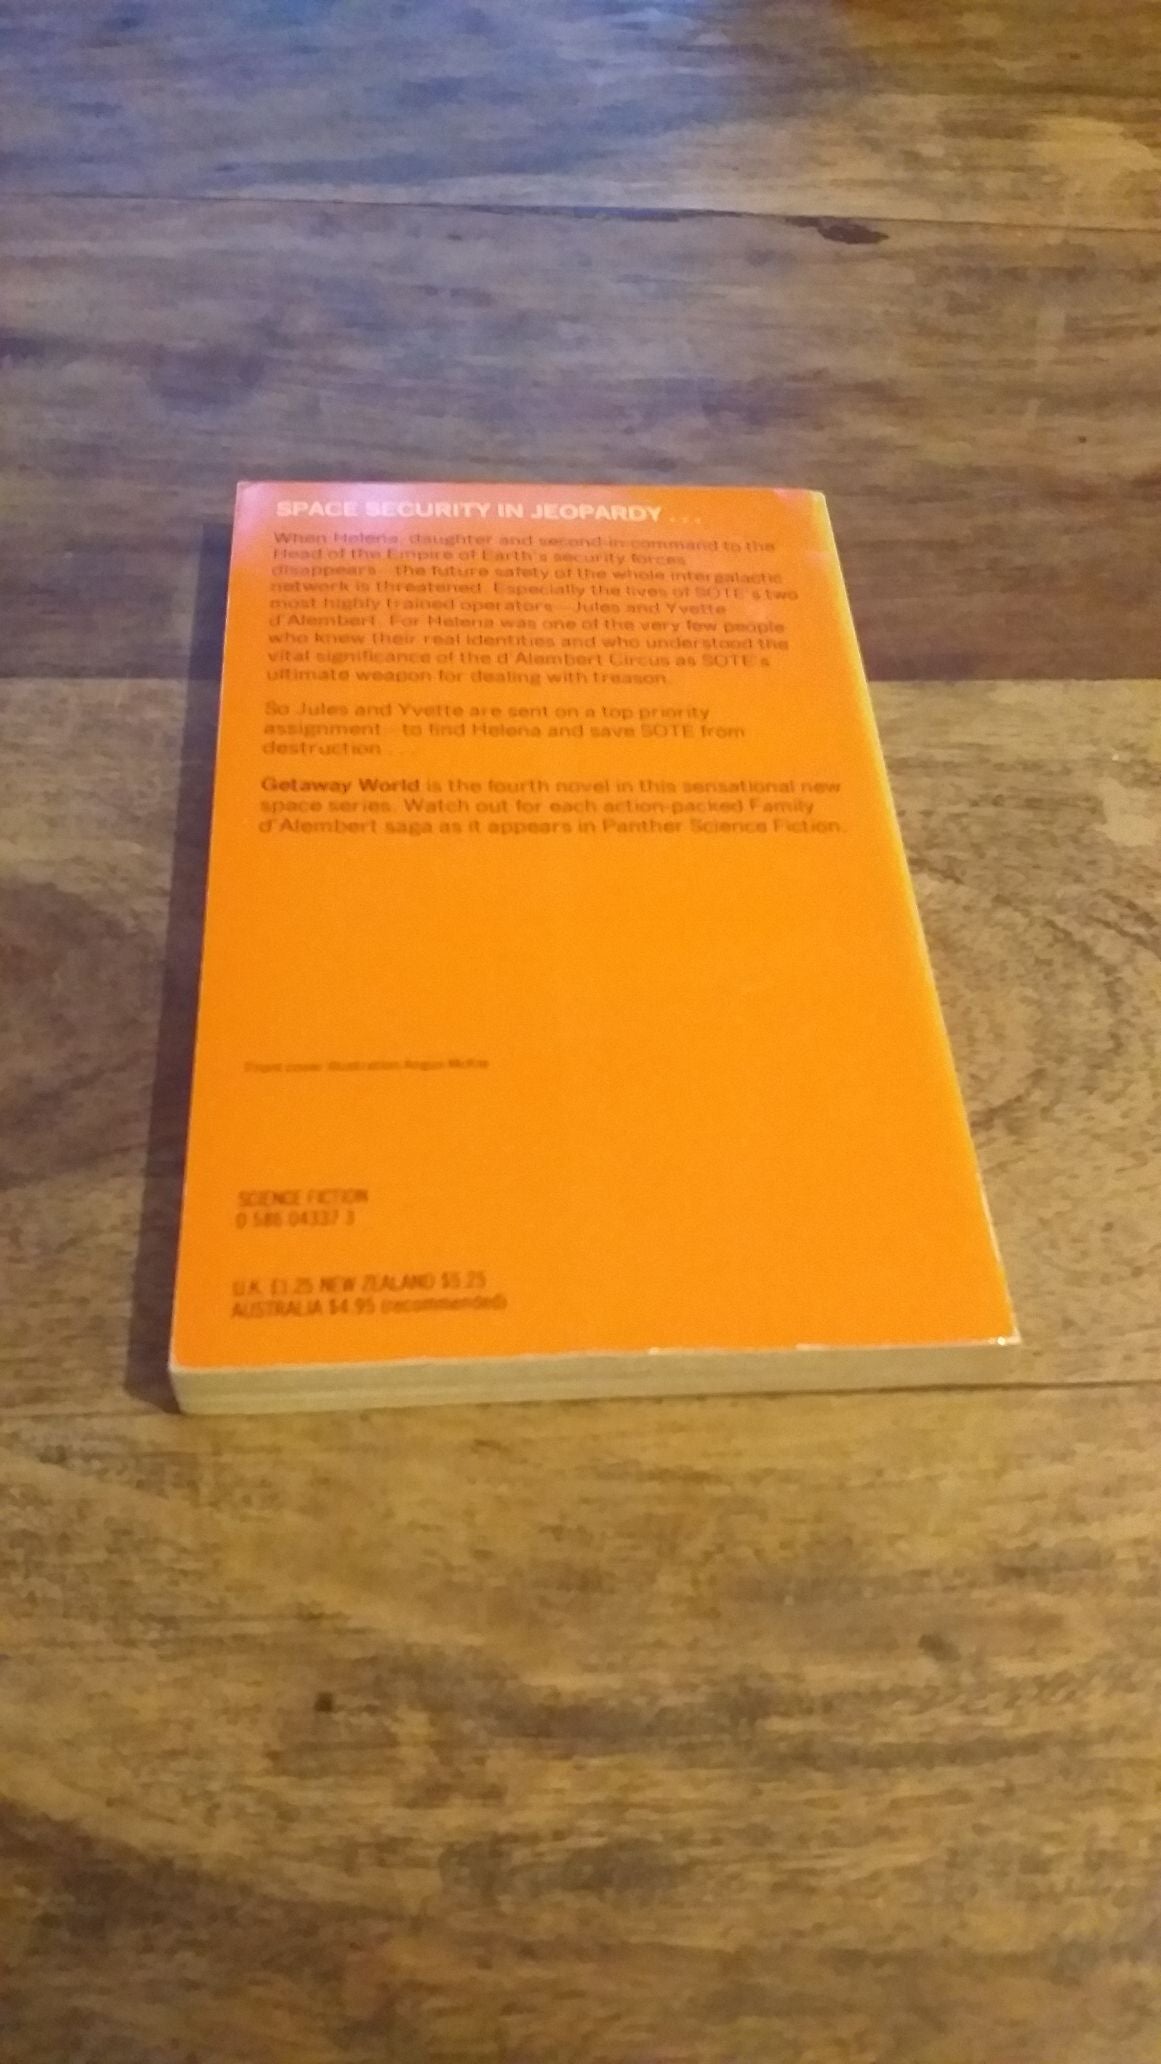 SPACE SECURITY IN JEOPARDY . . .
When Helena, daughter and second-in-command to the
Head of the Empire of Earth's security forces
disappears – the future safety of the whole intergalactic
network is threatened. Especially the lives of SOTE's two
most highly trained operators – Jules and Yvette
d'Alembert. For Helena was one of the very few people
who knew their real identities and who understood the
vital significance of the d'Alembert Circus as SOTE's
ultimate weapon for dealing with treason.
So Jules and Yvette are sent on a top priority
assignment – to find Helena and save SOTE from
destruction . . .
Getaway World is the fourth novel in this sensational new
space series. Watch out for each action-packed Family
d'Alembert saga as it appears in Panther Science Fiction.
Front cover illustration Angus McKie
SCIENCE FICTION
0 586 04337 3
U.K. £1.25 NEW ZEALAND $5.25
AUSTRALIA $4.95 (recommended)